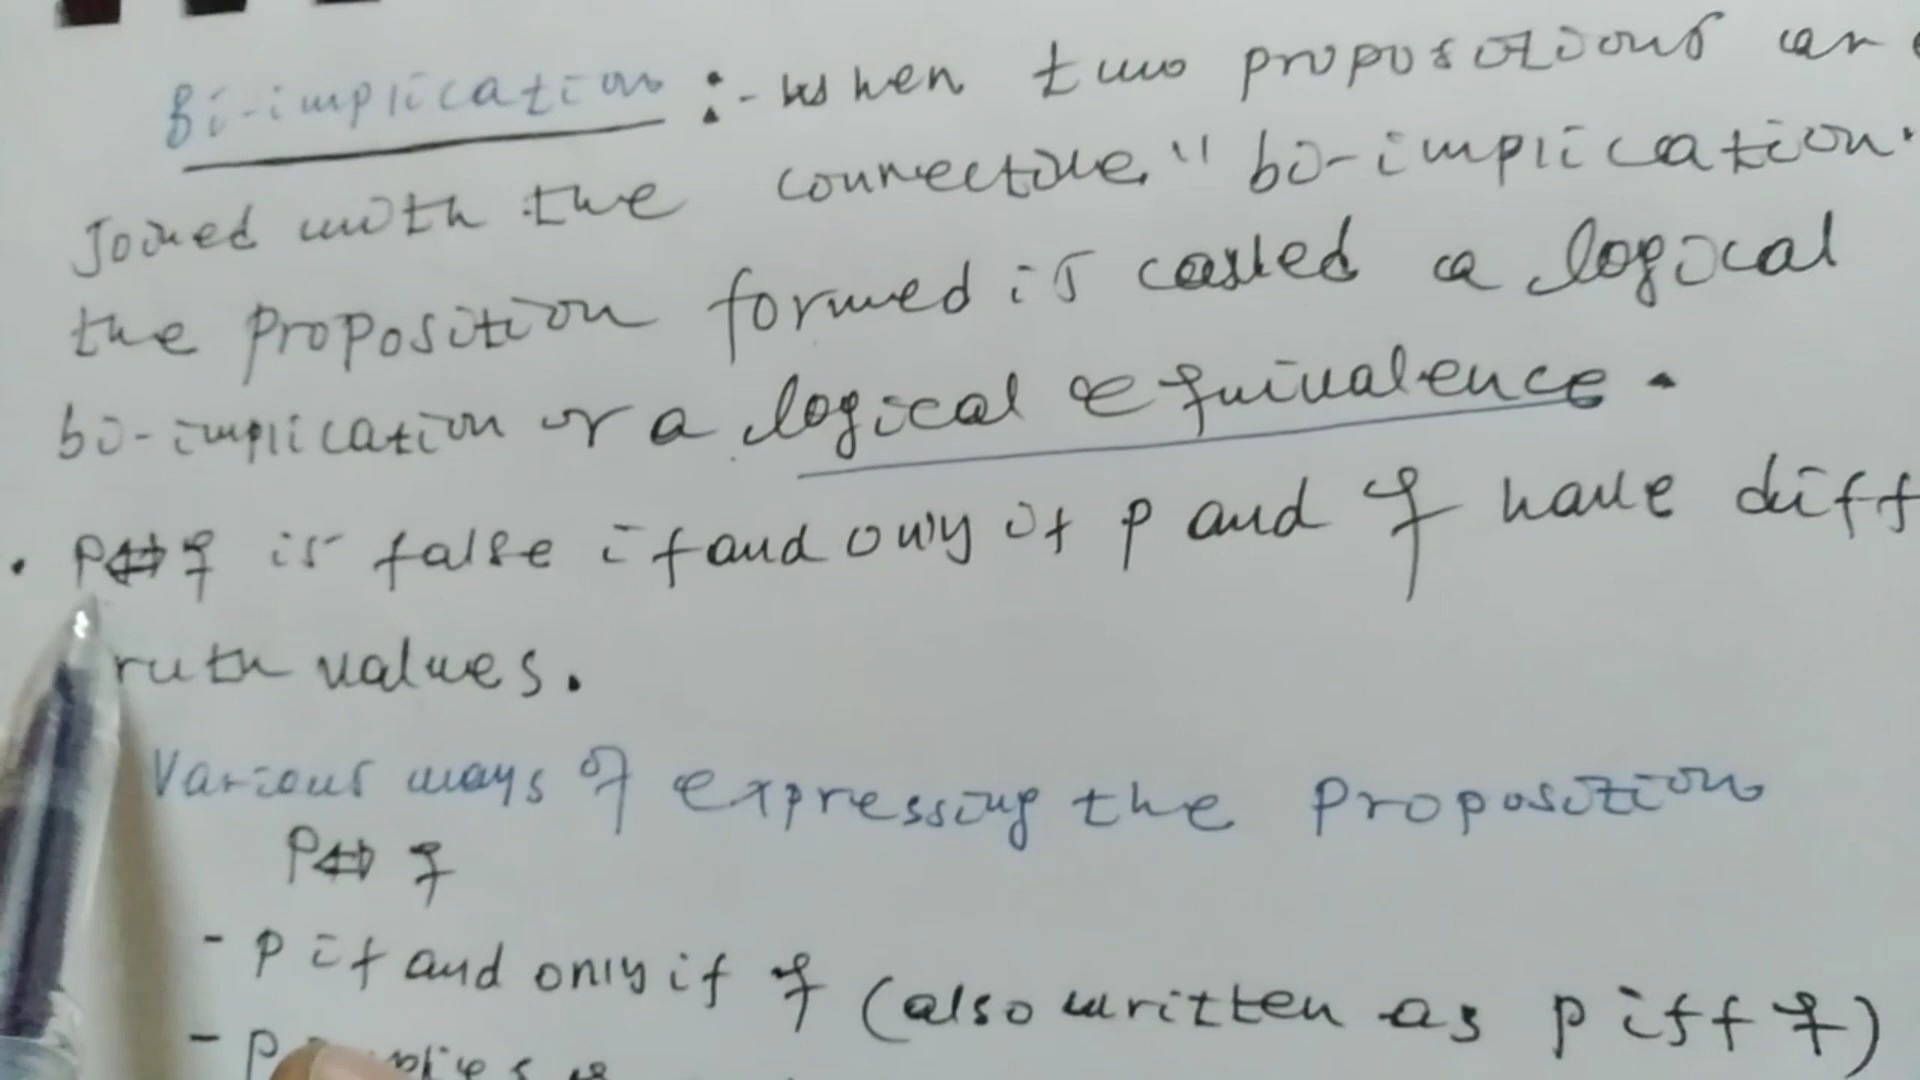 Bi-implication :- When two propositions are
Joined with the connective "bi-implication"
the proposition formed is called a logical
bi-implication or a logical equivalence.
• P⇔q is false if and only if p and q have diff
ruth values.
Various ways of expressing the Proposition
P⇔ q
- p if and only if q (also written as p iff q)
- p